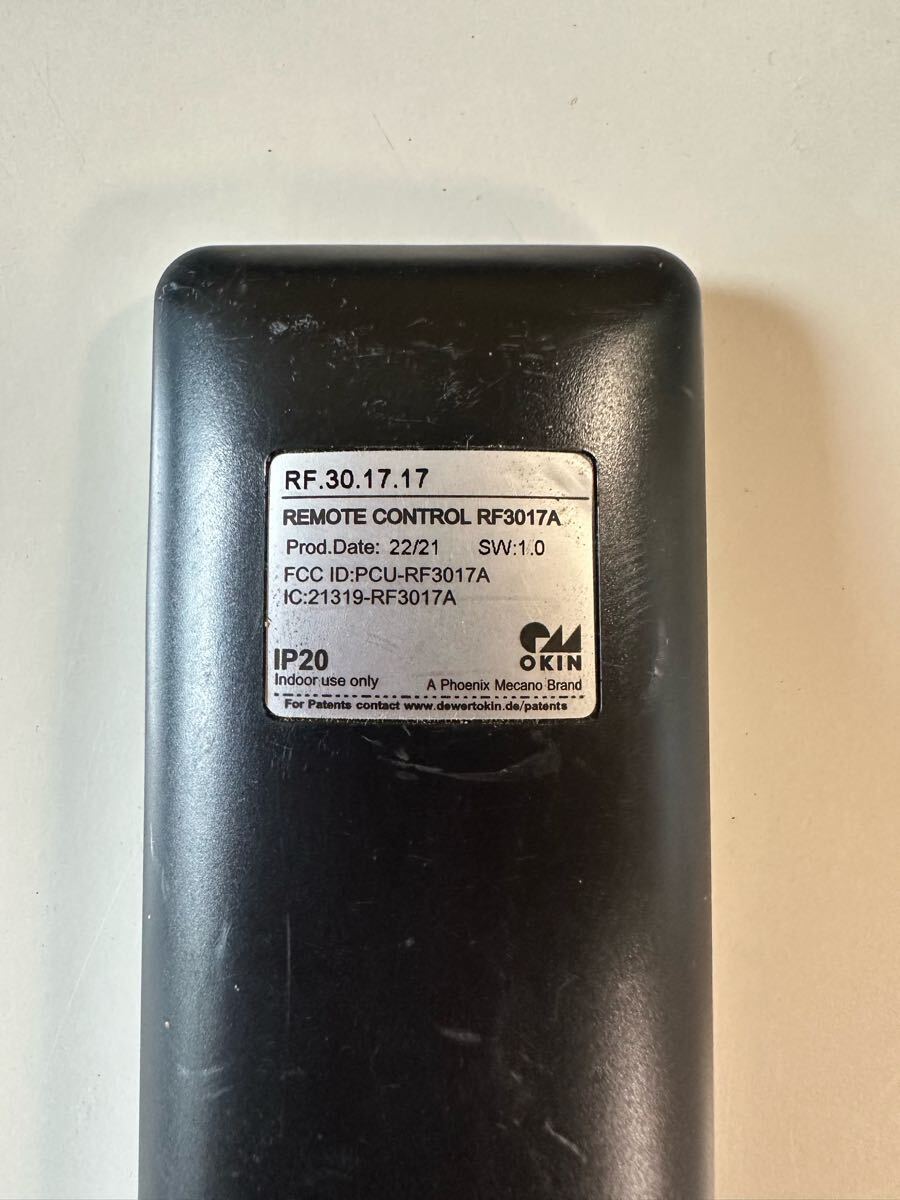 RF.30.17.17
REMOTE CONTROL RF3017A
Prod.Date: 22/21 SW:1.0
FCC ID:PCU-RF3017A
IC:21319-RF3017A
IP20
Indoor use only
OKIN
A Phoenix Mecano Brand
For Patents contact www.dewertokin.de/patents